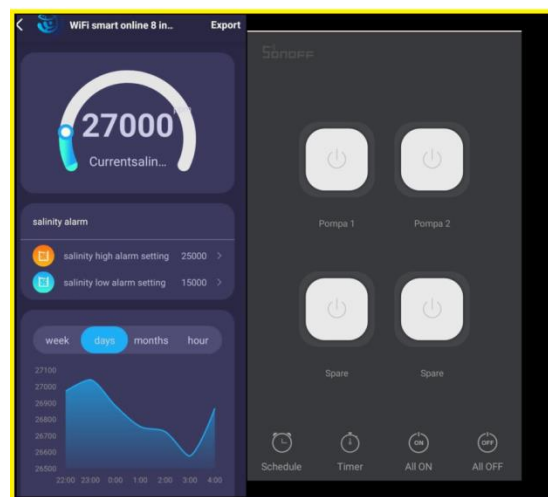 WiFi smart online 8 in.. Export
27000
Currentsalin...
salinity alarm
salinity high alarm setting 25000 >
salinity low alarm setting 15000 >
week days months hour
27100
27000
26900
26800
26700
26600
26500
22:00 23:00 0:00 1:00 2:00 3:00 4:00
SONOFF
Pompa 1 Pompa 2
Spare Spare
ON OFF
Schedule Timer All ON All OFF